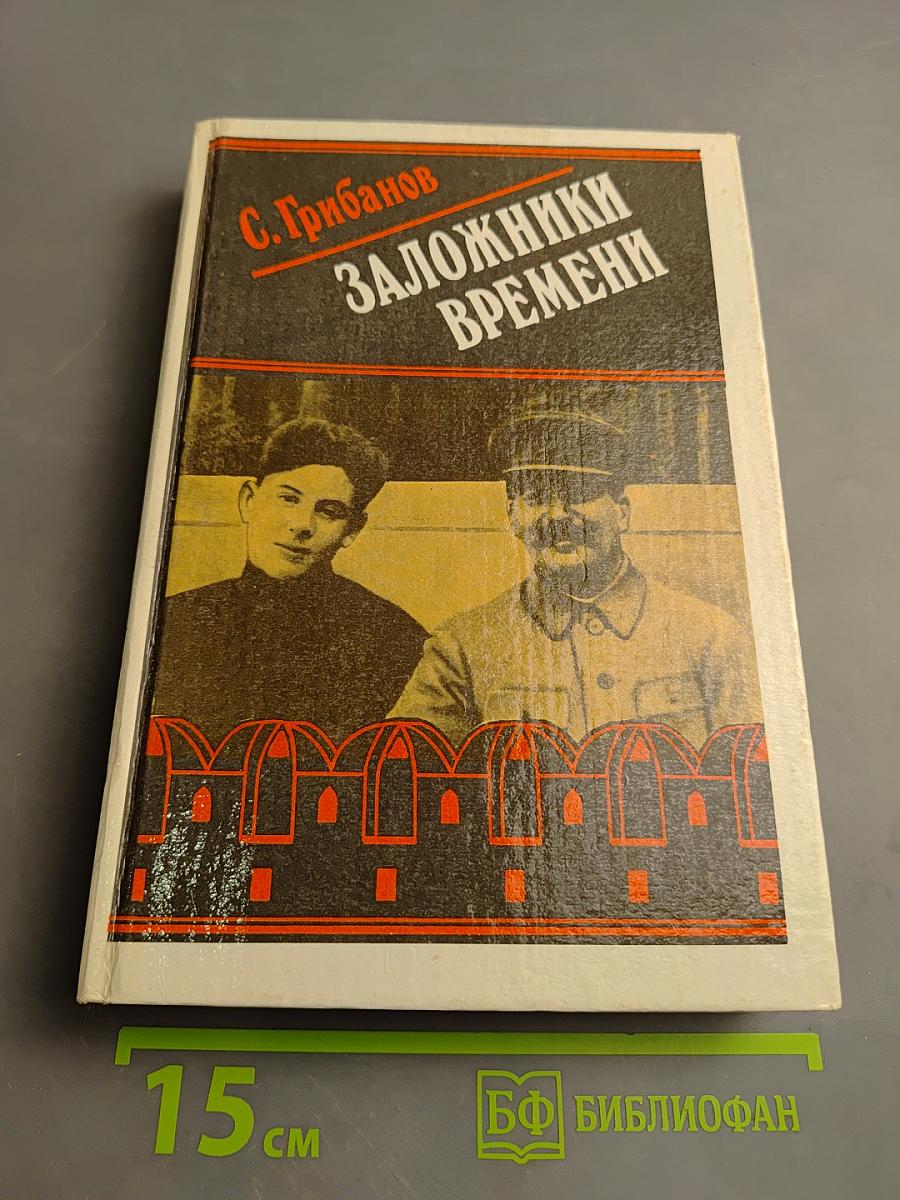 С. Грибанов
ЗАЛОЖНИКИ
ВРЕМЕНИ
15 см
БФ БИБЛИОФАН